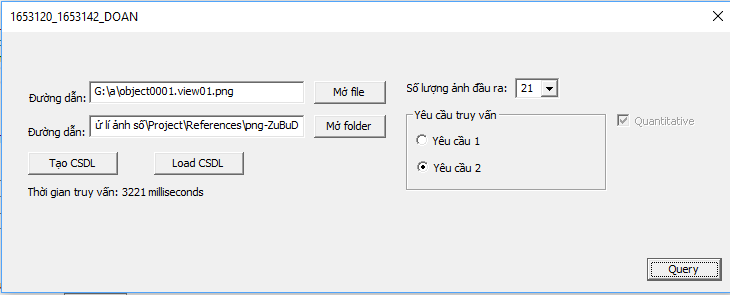 1653120_1653142_DOAN
Đường dẫn: G:\a\object0001.view01.png Mở file
Số lượng ảnh đầu ra: 21
Đường dẫn: ử lí ảnh số\Project\References\png-ZuBuD Mở folder
Yêu cầu truy vấn
Quantitative
Yêu cầu 1
Tạo CSDL Load CSDL
Yêu cầu 2
Thời gian truy vấn: 3221 milliseconds
Query